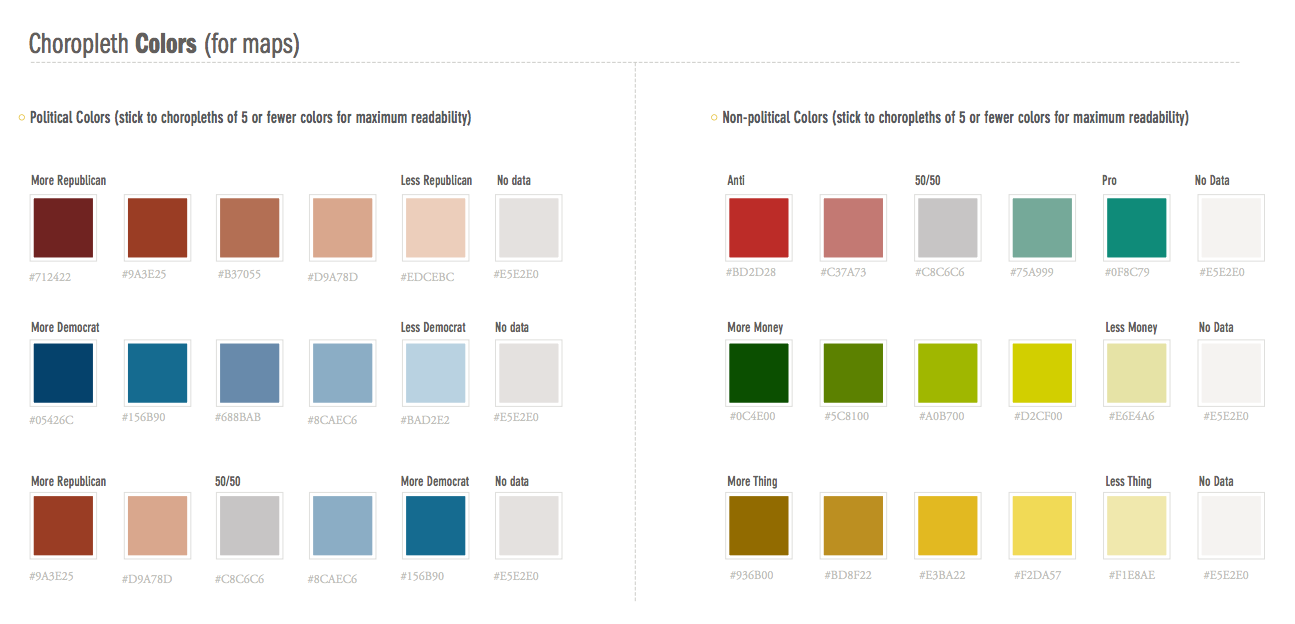 Choropleth Colors (for maps)
Political Colors (stick to choropleths of 5 or fewer colors for maximum readability)
More Republican Less Republican No data
#712422 #9A3E25 #B37055 #D9A78D #EDCEBC #E5E2E0
More Democrat Less Democrat No data
#05426C #156B90 #688BAB #8CAEC6 #BAD2E2 #E5E2E0
More Republican 50/50 More Democrat No data
#9A3E25 #D9A78D #C8C6C6 #8CAEC6 #156B90 #E5E2E0
Non-political Colors (stick to choropleths of 5 or fewer colors for maximum readability)
Anti 50/50 Pro No Data
#BD2D28 #C37A73 #C8C6C6 #75A999 #0F8C79 #E5E2E0
More Money Less Money No Data
#0C4E00 #5C8100 #A0B700 #D2CF00 #E6E4A6 #E5E2E0
More Thing Less Thing No Data
#936B00 #BD8F22 #E3BA22 #F2DA57 #F1E8AE #E5E2E0